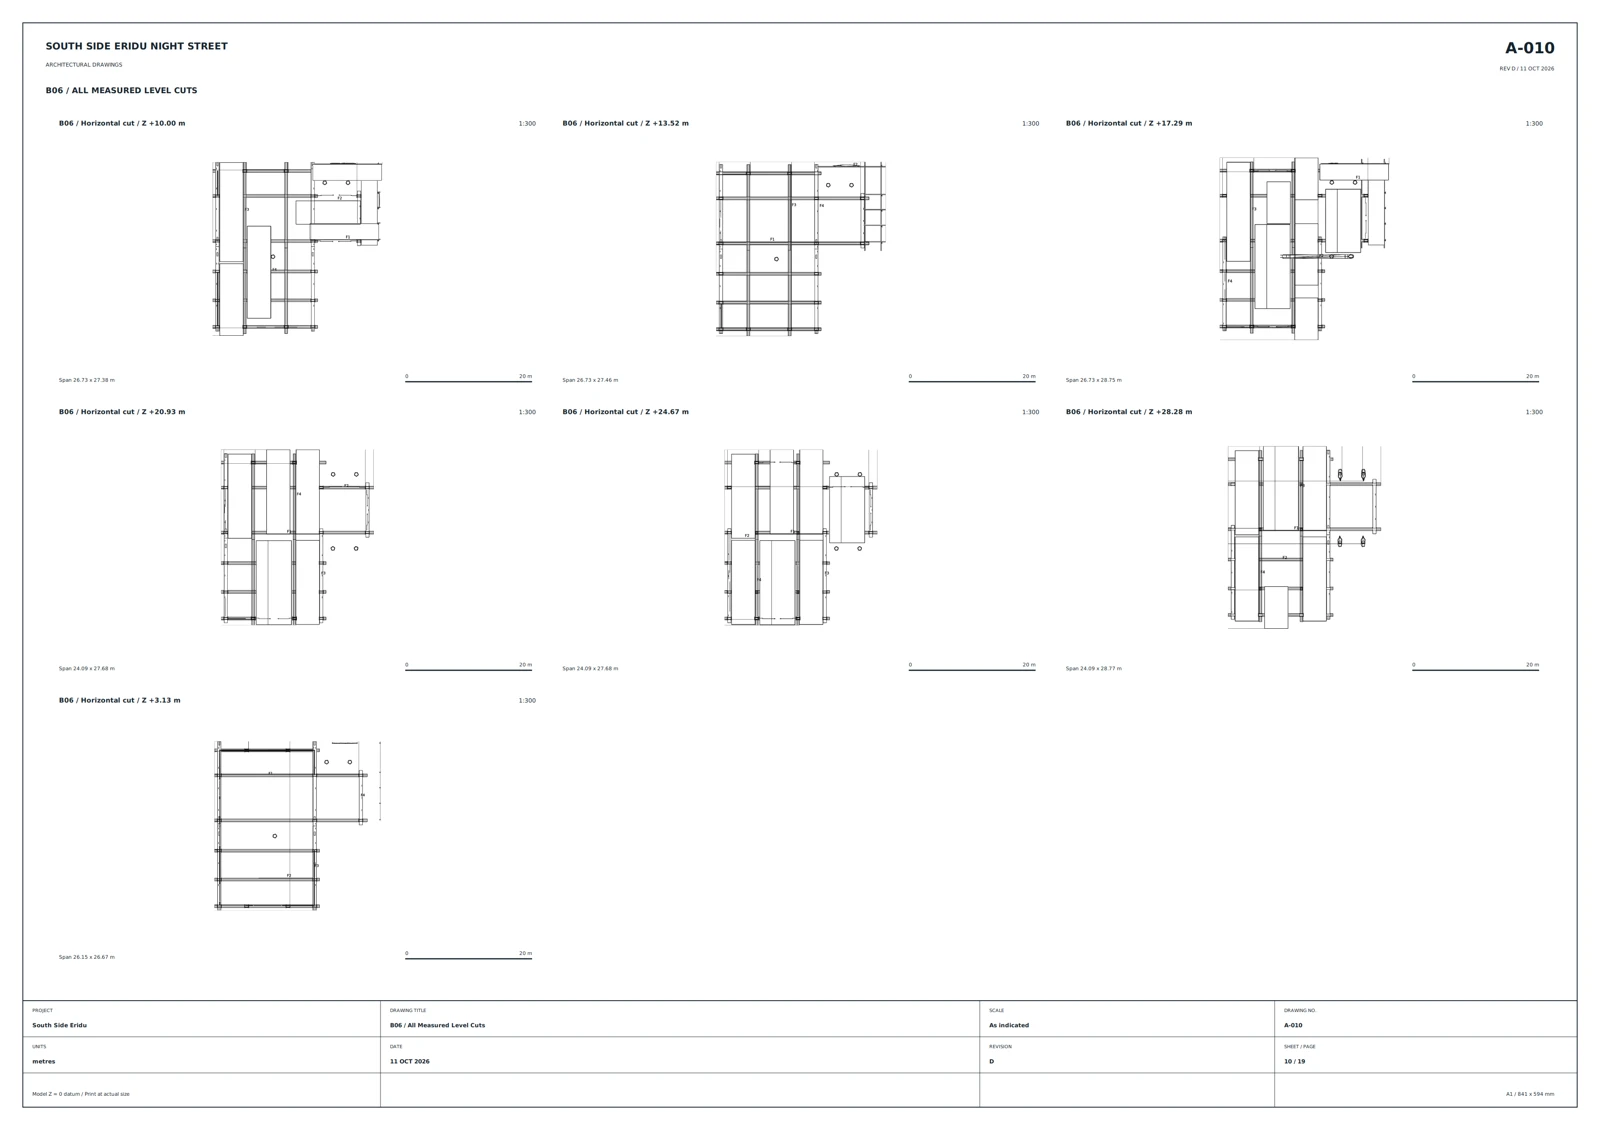 SOUTH SIDE ERIDU NIGHT STREET
A-010
ARCHITECTURAL DRAWINGS
REV D / 11 OCT 2026
B06 / ALL MEASURED LEVEL CUTS
B06 / Horizontal cut / Z +10.00 m
1:300
B06 / Horizontal cut / Z +13.52 m
1:300
B06 / Horizontal cut / Z +17.29 m
1:300
Span 26.73 x 27.38 m
0
20 m
Span 26.73 x 27.46 m
0
20 m
Span 26.73 x 28.75 m
0
20 m
B06 / Horizontal cut / Z +20.93 m
1:300
B06 / Horizontal cut / Z +24.67 m
1:300
B06 / Horizontal cut / Z +28.28 m
1:300
Span 24.09 x 27.68 m
0
20 m
Span 24.09 x 27.68 m
0
20 m
Span 24.09 x 28.77 m
0
20 m
B06 / Horizontal cut / Z +3.13 m
1:300
Span 26.15 x 26.67 m
0
20 m
PROJECT
South Side Eridu
DRAWING TITLE
B06 / All Measured Level Cuts
SCALE
As indicated
DRAWING NO.
A-010
UNITS
metres
DATE
11 OCT 2026
REVISION
D
SHEET / PAGE
10 / 19
Model Z = 0 datum / Print at actual size
A1 / 841 x 594 mm